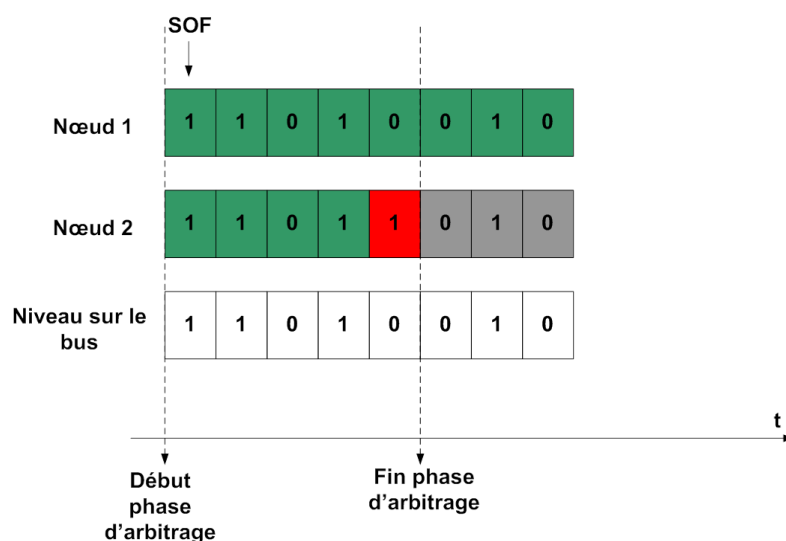 SOF
Nœud 1 1 1 0 1 0 0 1 0
Nœud 2 1 1 0 1 1 0 1 0
Niveau sur le
bus
1 1 0 1 0 0 1 0
t
Début
phase
d'arbitrage
Fin phase
d'arbitrage